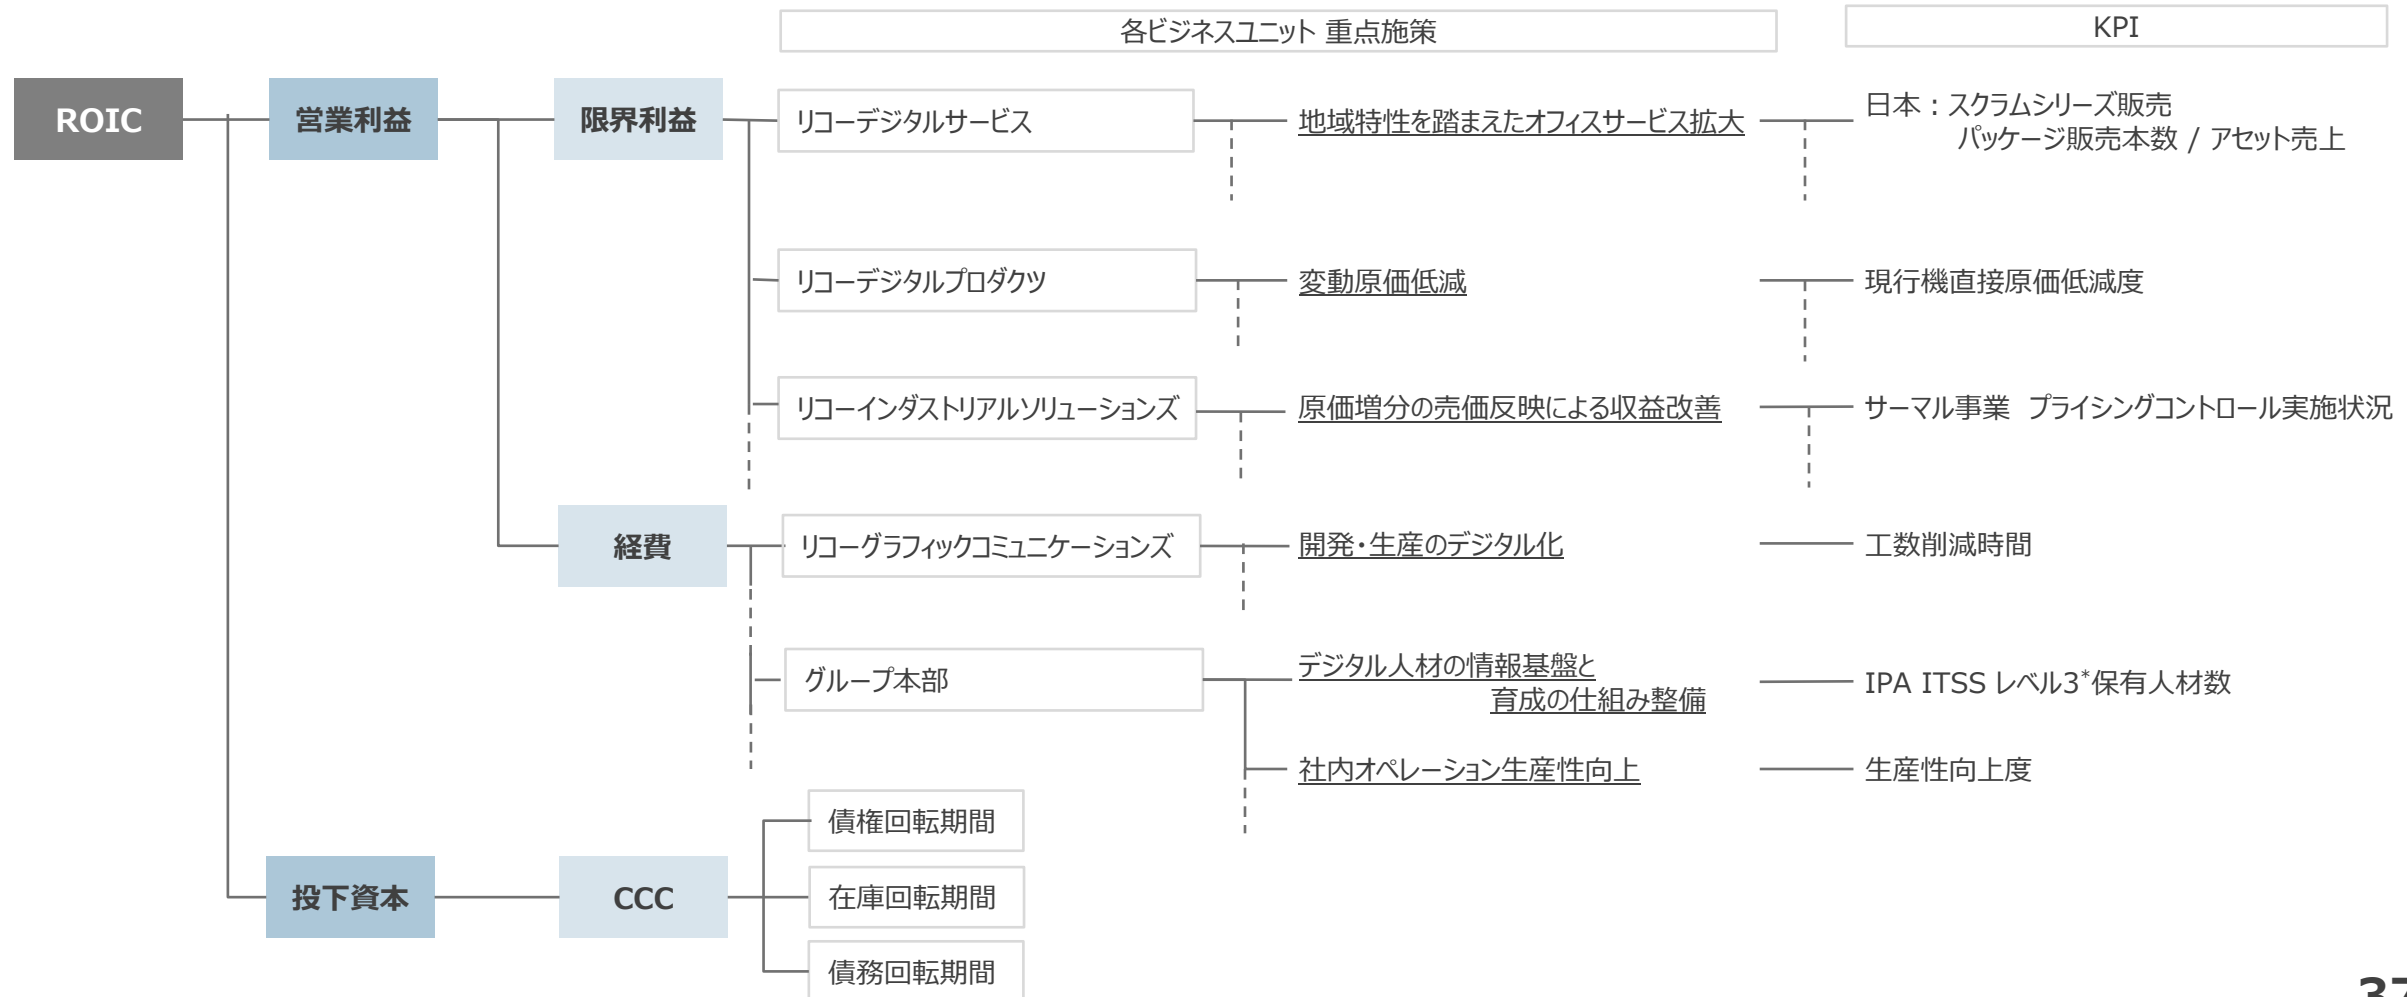 各ビジネスユニット 重点施策
KPI
ROIC
営業利益
限界利益
リコーデジタルサービス
地域特性を踏まえたオフィスサービス拡大
日本：スクラムシリーズ販売
パッケージ販売本数 / アセット売上
リコーデジタルプロダクツ
変動原価低減
現行機直接原価低減度
リコーインダストリアルソリューションズ
原価増分の売価反映による収益改善
サーマル事業 プライシングコントロール実施状況
経費
リコーグラフィックコミュニケーションズ
開発・生産のデジタル化
工数削減時間
グループ本部
デジタル人材の情報基盤と
育成の仕組み整備
IPA ITSS レベル3*保有人材数
社内オペレーション生産性向上
生産性向上度
投下資本
CCC
債権回転期間
在庫回転期間
債務回転期間
37